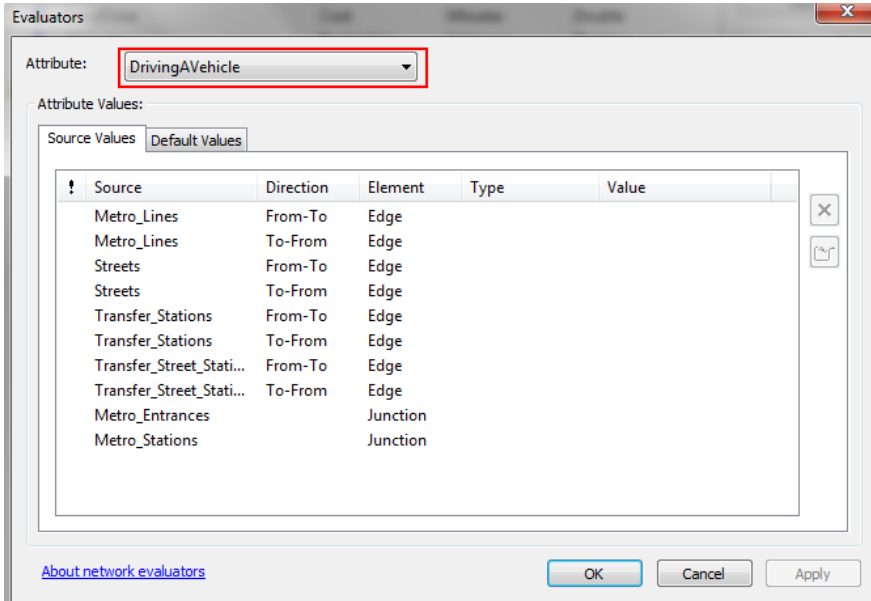 Evaluators
Attribute: DrivingAVehicle
Attribute Values:
Source Values Default Values
! Source Direction Element Type Value
Metro_Lines From-To Edge
Metro_Lines To-From Edge
Streets From-To Edge
Streets To-From Edge
Transfer_Stations From-To Edge
Transfer_Stations To-From Edge
Transfer_Street_Stati... From-To Edge
Transfer_Street_Stati... To-From Edge
Metro_Entrances Junction
Metro_Stations Junction
About network evaluators OK Cancel Apply